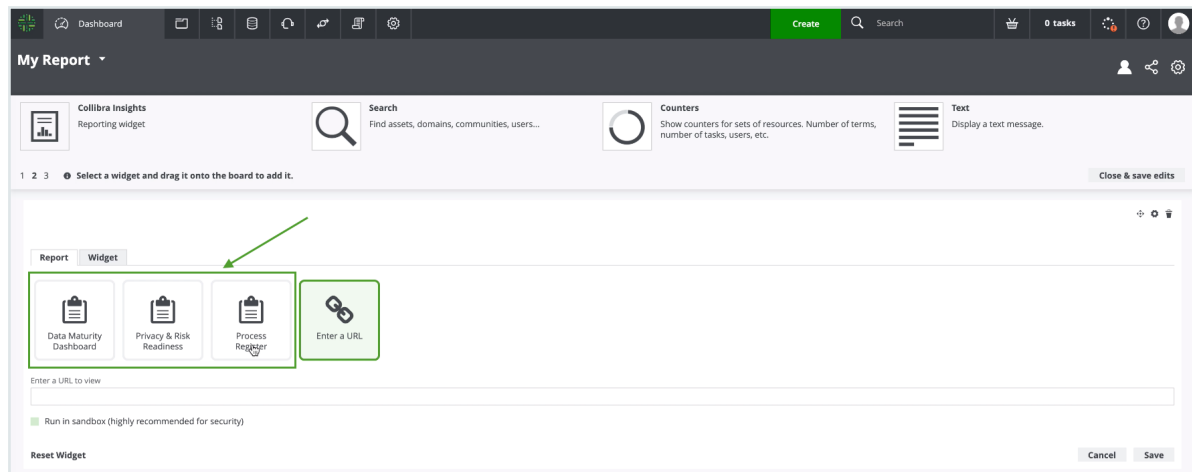 Dashboard
Create
Search
0 tasks
My Report
Collibra Insights
Reporting widget
Search
Find assets, domains, communities, users...
Counters
Show counters for sets of resources. Number of terms,
number of tasks, users, etc.
Text
Display a text message.
1 2 3 Select a widget and drag it onto the board to add it.
Close & save edits
Report Widget
Data Maturity
Dashboard
Privacy & Risk
Readiness
Process
Register
Enter a URL
Enter a URL to view
Run in sandbox (highly recommended for security)
Reset Widget
Cancel Save